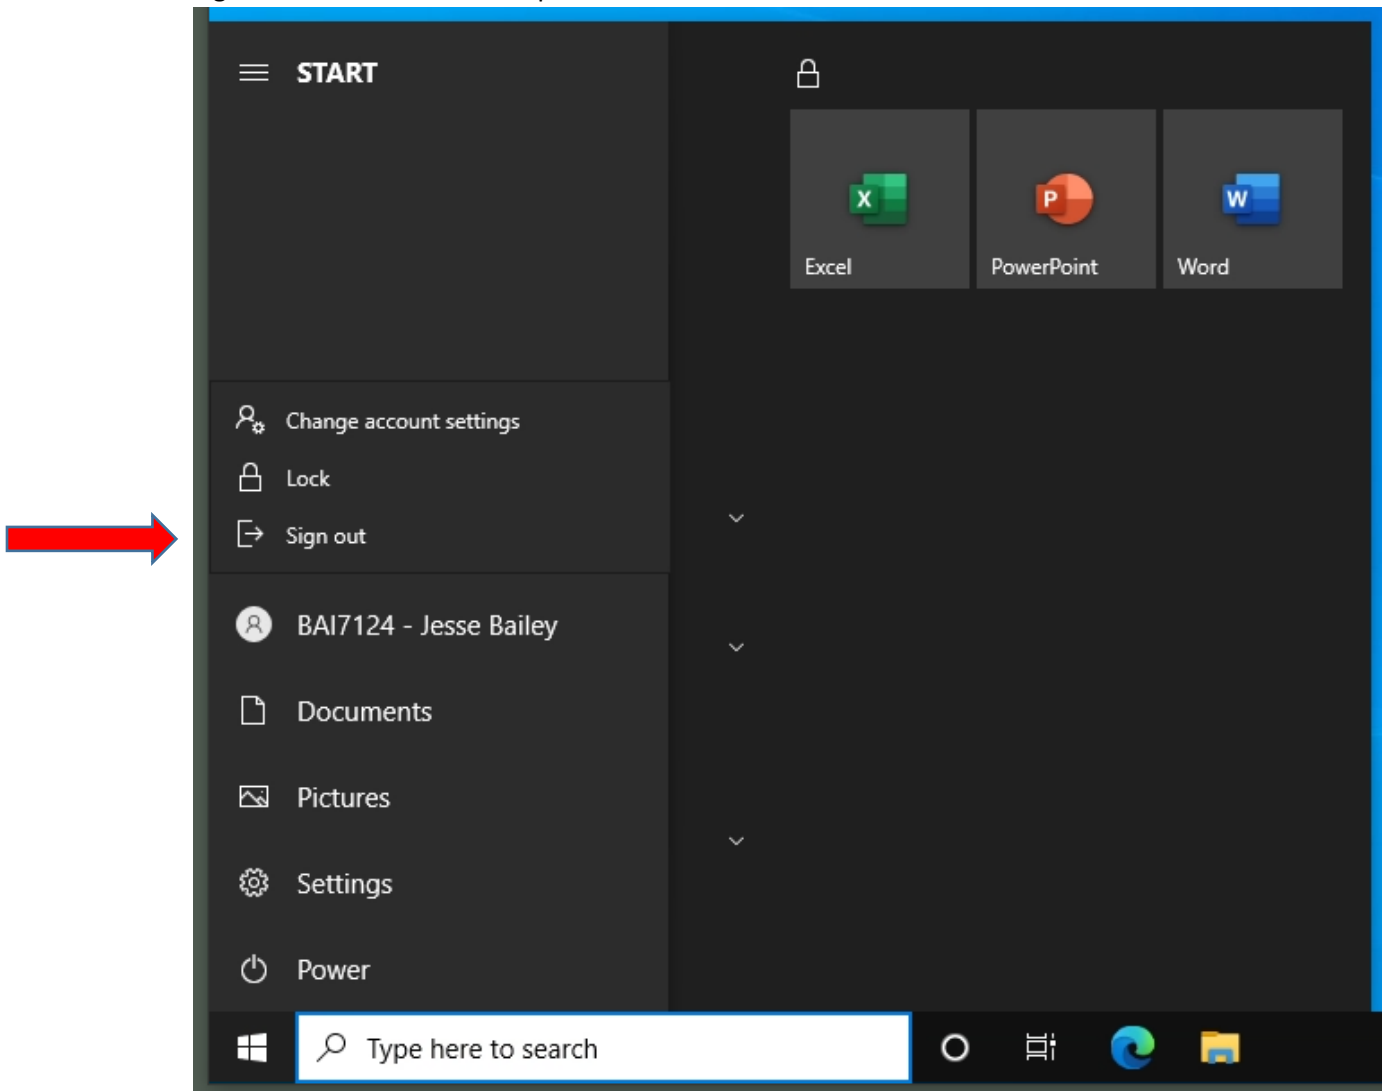 START
Excel
PowerPoint
Word
Change account settings
Lock
Sign out
BAI7124 - Jesse Bailey
Documents
Pictures
Settings
Power
Type here to search